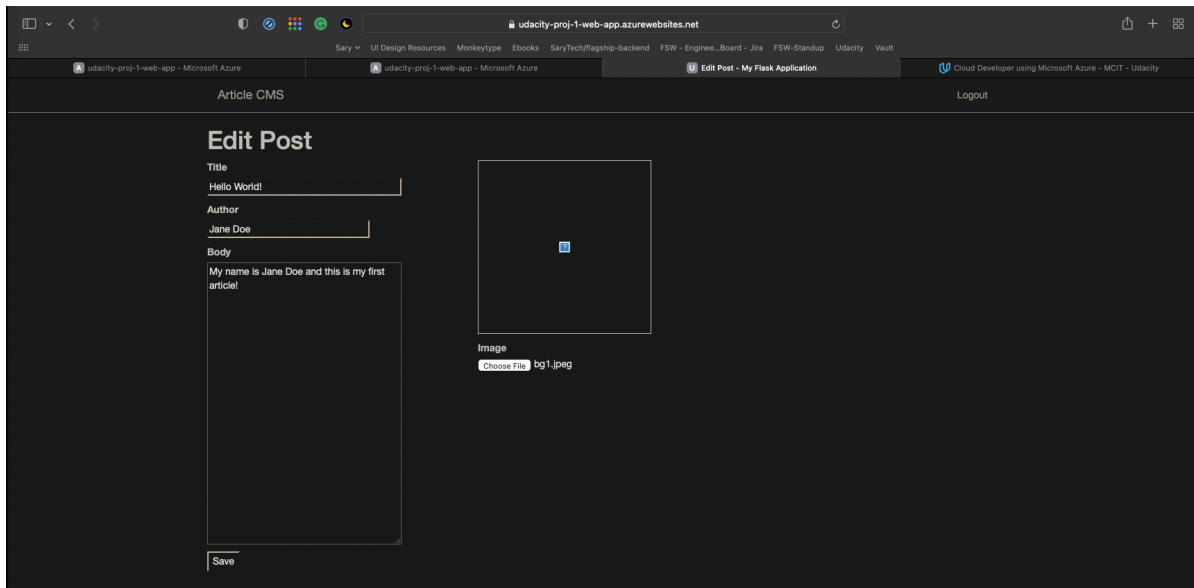 udacity-proj-1-web-app.azurewebsites.net
Sary UI Design Resources Monkeytype Ebooks SaryTech/flagship-backend FSW - Enginee...Board - Jira FSW-Standup Udacity Vault
A udacity-proj-1-web-app - Microsoft Azure A udacity-proj-1-web-app - Microsoft Azure U Edit Post - My Flask Application Cloud Developer using Microsoft Azure - MCIT - Udacity
Article CMS Logout
Edit Post
Title
Hello World!
Author
Jane Doe
Body
My name is Jane Doe and this is my first
article!
?
Image
Choose File bg1.jpeg
Save